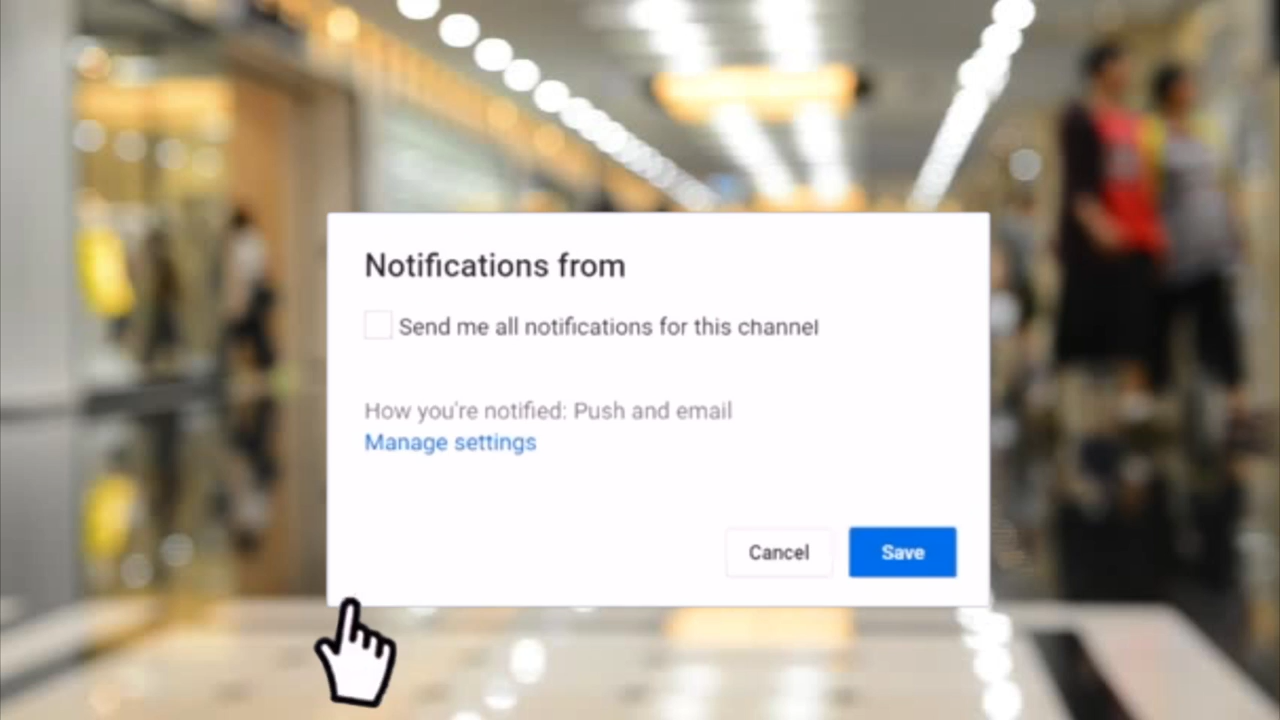 Notifications from
Send me all notifications for this channel
How you're notified: Push and email
Manage settings
Cancel
Save